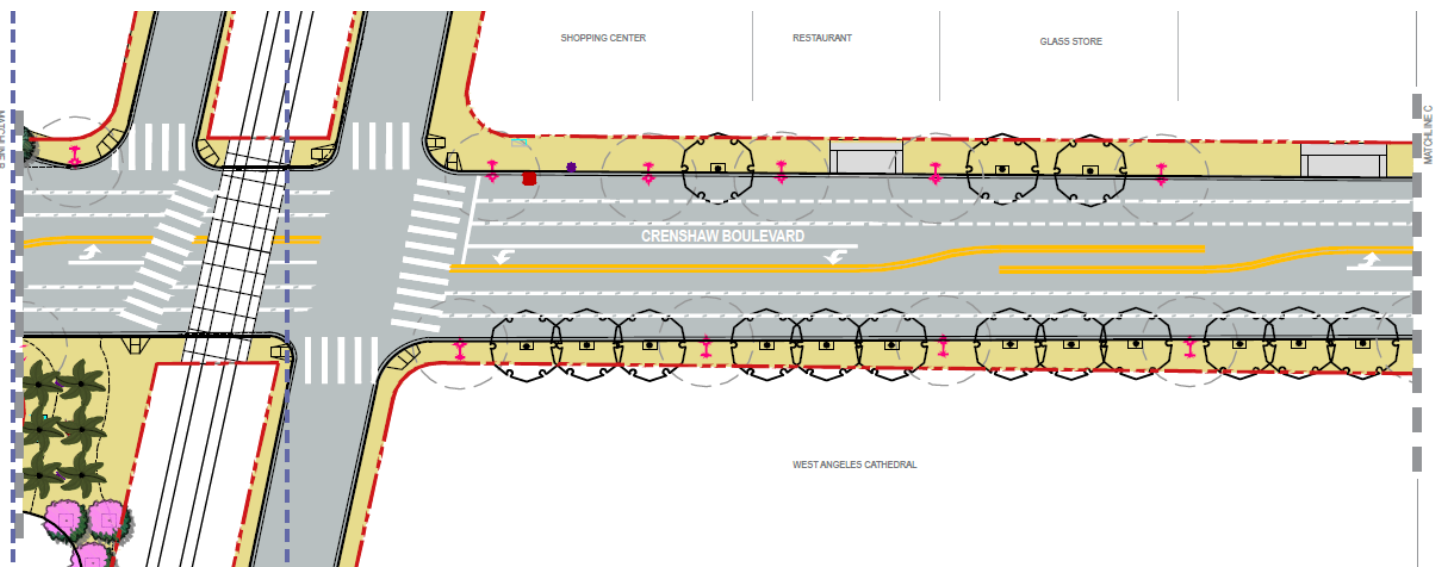 SHOPPING CENTER
RESTAURANT
GLASS STORE
MATCHLINE C
CRENSHAW BOULEVARD
WEST ANGELES CATHEDRAL